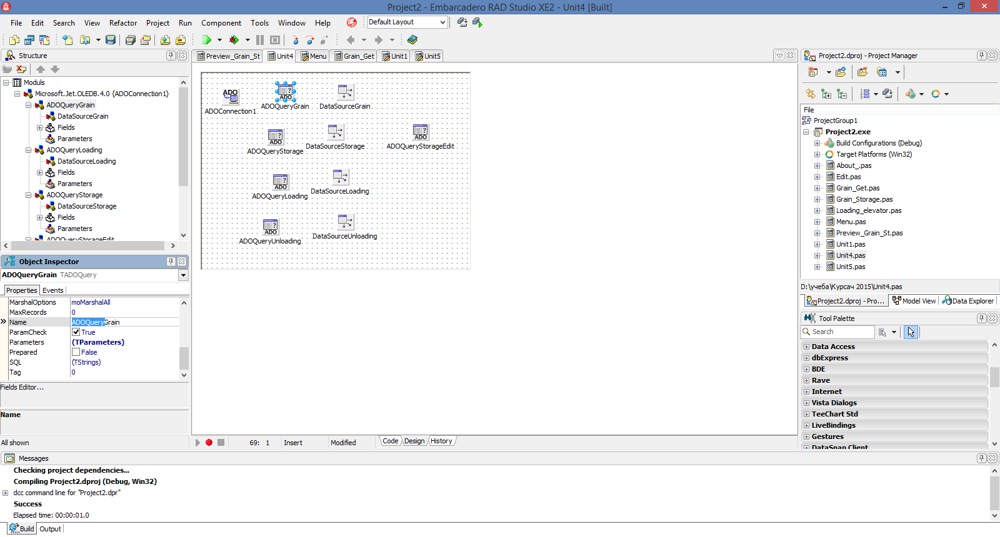 Project2 - Embarcadero RAD Studio XE2 - Unit4 [Built]
File Edit Search View Refactor Project Run Component Tools Window Help Default Layout
Structure
Moduls
Microsoft.Jet.OLEDB.4.0 {ADOConnection1}
ADOQueryGrain
DataSourceGrain
Fields
Parameters
ADOQueryLoading
DataSourceLoading
Fields
Parameters
ADOQueryStorage
DataSourceStorage
Fields
Parameters
ADOQueryStorageEdit
Object Inspector
ADOQueryGrain TADOQuery
Properties Events
MarshalOptions moMarshalAll
MaxRecords 0
Name ADOQueryGrain
ParamCheck True
Parameters (TParameters)
Prepared False
SQL (TStrings)
Tag 0
Fields Editor...
Name
All shown
Preview_Grain_St Unit4 Menu Grain_Get Unit1 Unit5
ADO
ADOConnection1
ADO
ADOQueryGrain
DataSourceGrain
ADO
ADOQueryStorage
DataSourceStorage
ADO
ADOQueryStorageEdit
ADO
ADOQueryLoading
DataSourceLoading
ADO
ADOQueryUnloading
DataSourceUnloading
69: 1 Insert Modified Code Design History
Project2.dproj - Project Manager
File
ProjectGroup1
Project2.exe
Build Configurations (Debug)
Target Platforms (Win32)
About_.pas
Edit.pas
Grain_Get.pas
Grain_Storage.pas
Loading_elevator.pas
Menu.pas
Preview_Grain_St.pas
Unit1.pas
Unit4.pas
Unit5.pas
D:\учеба\Курсач 2015\Unit4.pas
Project2.dproj - Pro... Model View Data Explorer
Tool Palette
Search
Data Access
dbExpress
BDE
Rave
Internet
Vista Dialogs
TeeChart Std
LiveBindings
Gestures
DataSnap Client
Messages
Checking project dependencies...
Compiling Project2.dproj (Debug, Win32)
dcc command line for "Project2.dpr"
Success
Elapsed time: 00:00:01.0
Build Output